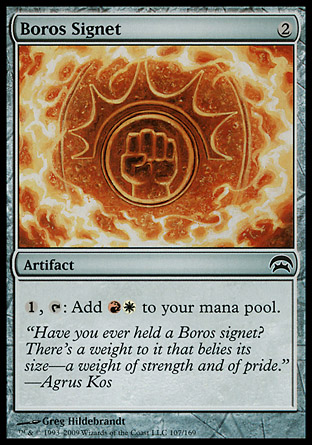 Boros Signet 2
Artifact
1, T: Add RW to your mana pool.
“Have you ever held a Boros signet?
There’s a weight to it that belies its
size—a weight of strength and of pride.”
—Agrus Kos
Greg Hildebrandt
™ & © 1993–2009 Wizards of the Coast LLC 107/169